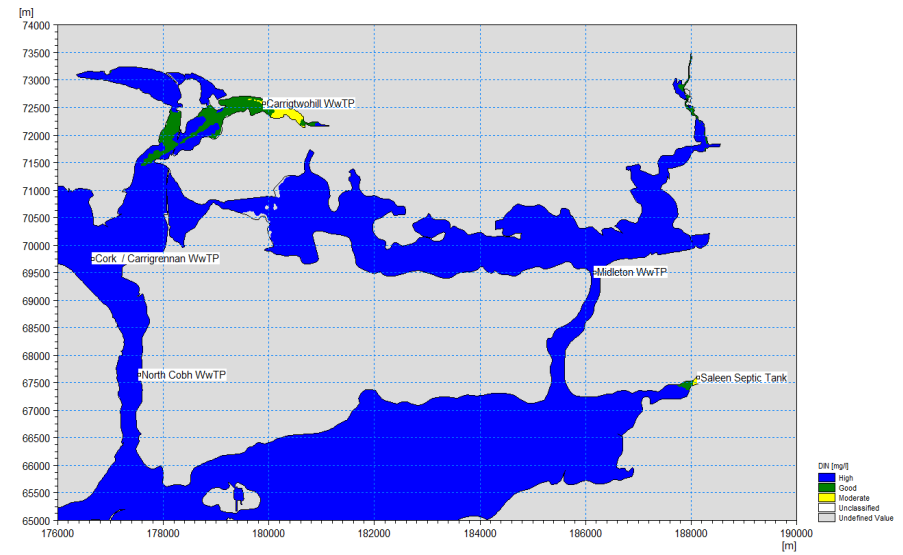 [m]
74000
73500
73000
72500
72000
71500
71000
70500
70000
69500
69000
68500
68000
67500
67000
66500
66000
65500
65000
Carrigtwohill WwTP
Cork / Carrigrennan WwTP
Midleton WwTP
North Cobh WwTP
Saleen Septic Tank
176000 178000 180000 182000 184000 186000 188000 190000
[m]
DIN [mg/l]
High
Good
Moderate
Unclassified
Undefined Value